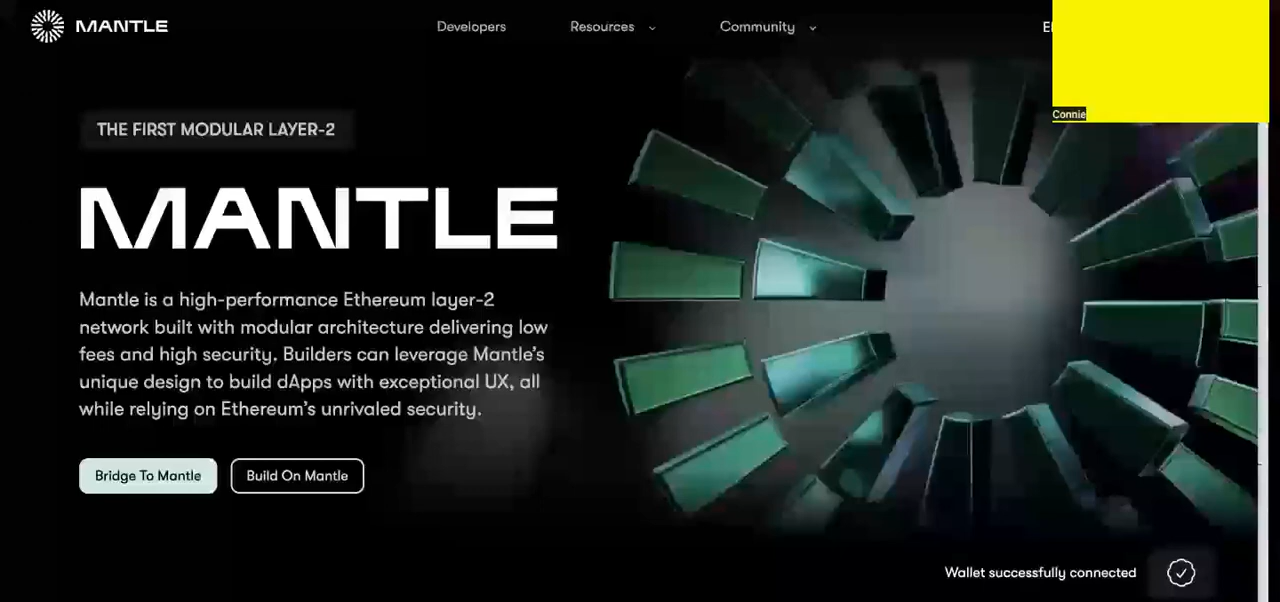 MANTLE
Developers
Resources
Community
THE FIRST MODULAR LAYER-2
MANTLE
Mantle is a high-performance Ethereum layer-2
network built with modular architecture delivering low
fees and high security. Builders can leverage Mantle's
unique design to build dApps with exceptional UX, all
while relying on Ethereum's unrivaled security.
Bridge To Mantle
Build On Mantle
Connie
Wallet successfully connected